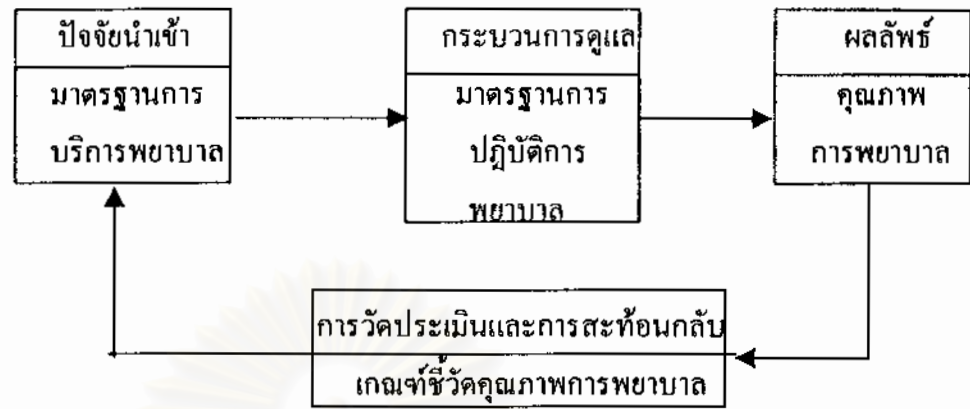 ปัจจัยนำเข้า
มาตรฐานการ
บริการพยาบาล
กระบวนการดูแล
มาตรฐานการ
ปฏิบัติการ
พยาบาล
ผลลัพธ์
คุณภาพ
การพยาบาล
การวัดประเมินและการสะท้อนกลับ
เกณฑ์ชี้วัดคุณภาพการพยาบาล